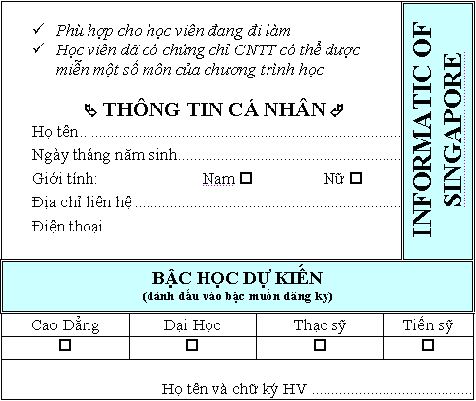 ✓ Phù hợp cho học viên đang đi làm
✓ Học viên đã có chứng chỉ CNTT có thể được
miễn một số môn của chương trình học
THÔNG TIN CÁ NHÂN
Họ tên...........................................................
Ngày tháng năm sinh..........................................
Giới tính: Nam □ Nữ □
Địa chỉ liên hệ ..................................................
Điện thoại
INFORMATIC OF
SINGAPORE
BẬC HỌC DỰ KIẾN
(đánh dấu vào bậc muốn đăng ký)
Cao Đẳng Đại Học Thạc sỹ Tiến sỹ
□ □ □ □
Họ tên và chữ ký HV ........................................